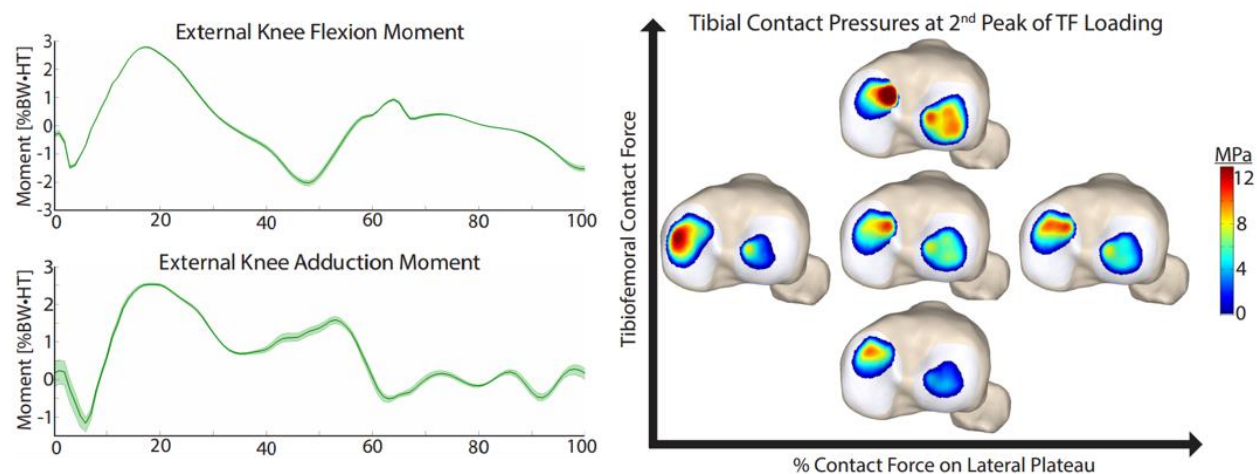 External Knee Flexion Moment
Moment [%BW•HT]
3
2
1
0
-1
-2
-3
0 20 40 60 80 100
External Knee Adduction Moment
Moment [%BW•HT]
3
2
1
0
-1
0 20 40 60 80 100
Tibial Contact Pressures at 2nd Peak of TF Loading
Tibiofemoral Contact Force
% Contact Force on Lateral Plateau
MPa
12
8
4
0